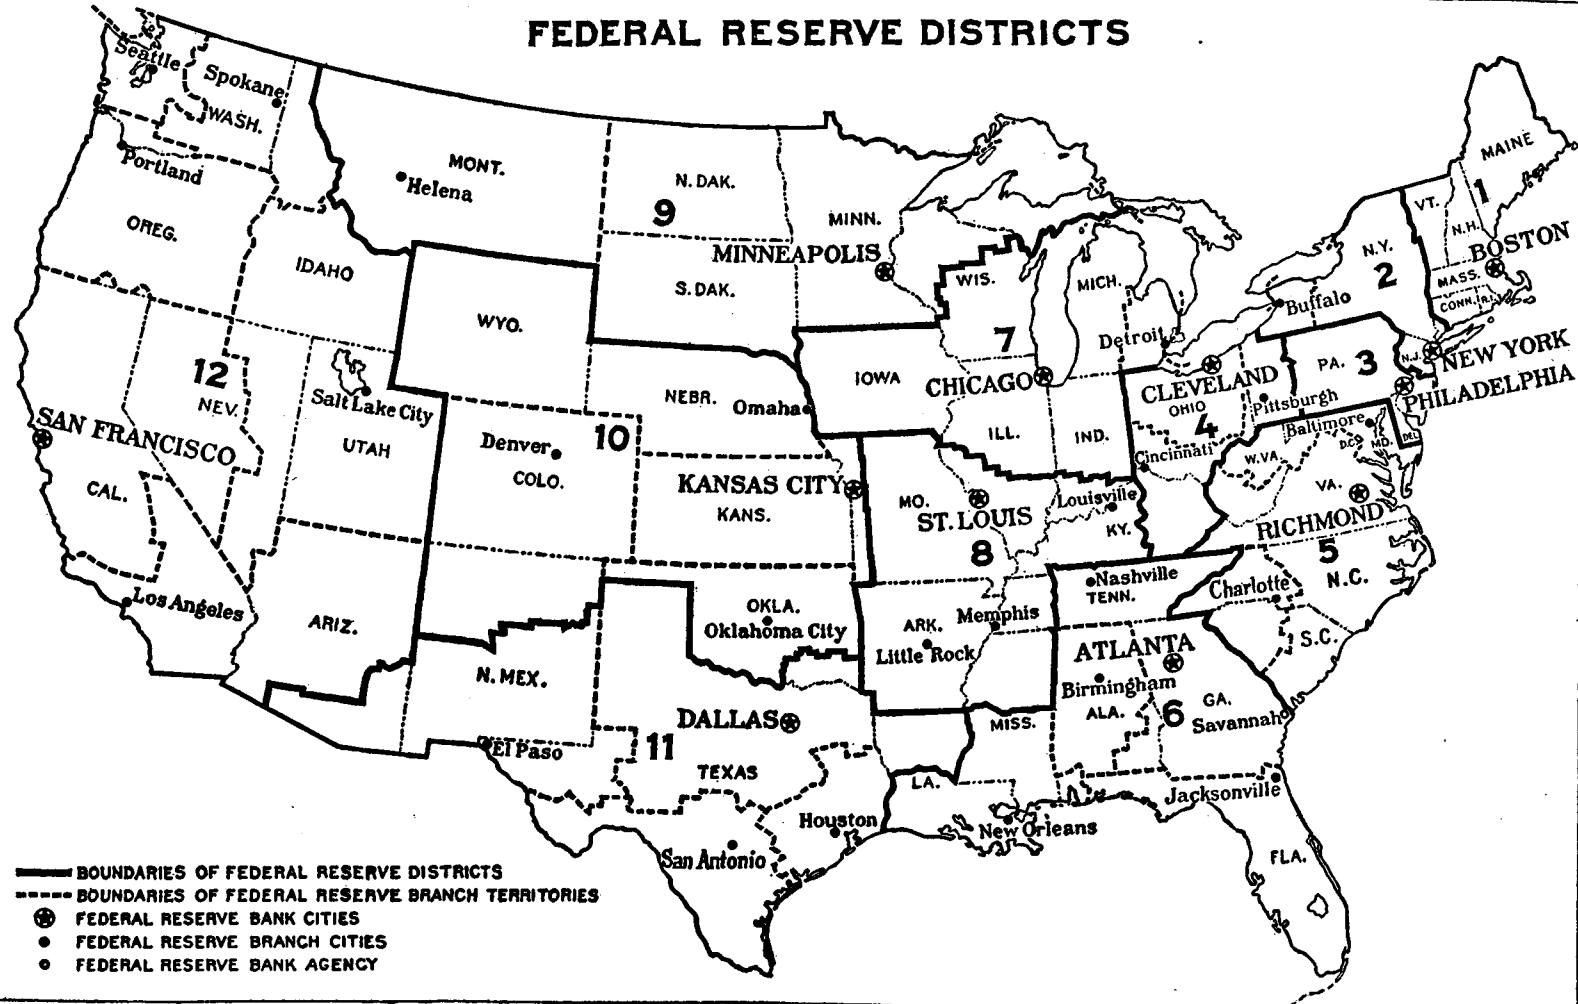 FEDERAL RESERVE DISTRICTS
Seattle
Spokane
WASH.
Portland
OREG.
MONT.
Helena
IDAHO
N. DAK.
9
MINN.
MINNEAPOLIS
S. DAK.
WYO.
WIS.
MICH.
7
Detroit
IOWA
CHICAGO
ILL.
IND.
MAINE
1
VT.
N.H.
BOSTON
MASS.
CONN.
R.I.
N.Y.
2
Buffalo
NEW YORK
N.J.
PA.
3
PHILADELPHIA
CLEVELAND
OHIO
4
Pittsburgh
Cincinnati
Baltimore
D.C.
MD.
DEL.
W.VA.
VA.
RICHMOND
5
N.C.
Charlotte
S.C.
12
NEV.
SAN FRANCISCO
CAL.
Salt Lake City
UTAH
Los Angeles
ARIZ.
NEBR.
Omaha
10
Denver
COLO.
KANSAS CITY
KANS.
MO.
ST. LOUIS
8
Louisville
KY.
Nashville
TENN.
Memphis
ARK.
Little Rock
OKLA.
Oklahoma City
N. MEX.
El Paso
DALLAS
11
TEXAS
Houston
San Antonio
ATLANTA
Birmingham
ALA.
6
GA.
Savannah
MISS.
LA.
New Orleans
Jacksonville
FLA.
BOUNDARIES OF FEDERAL RESERVE DISTRICTS
BOUNDARIES OF FEDERAL RESERVE BRANCH TERRITORIES
FEDERAL RESERVE BANK CITIES
FEDERAL RESERVE BRANCH CITIES
FEDERAL RESERVE BANK AGENCY